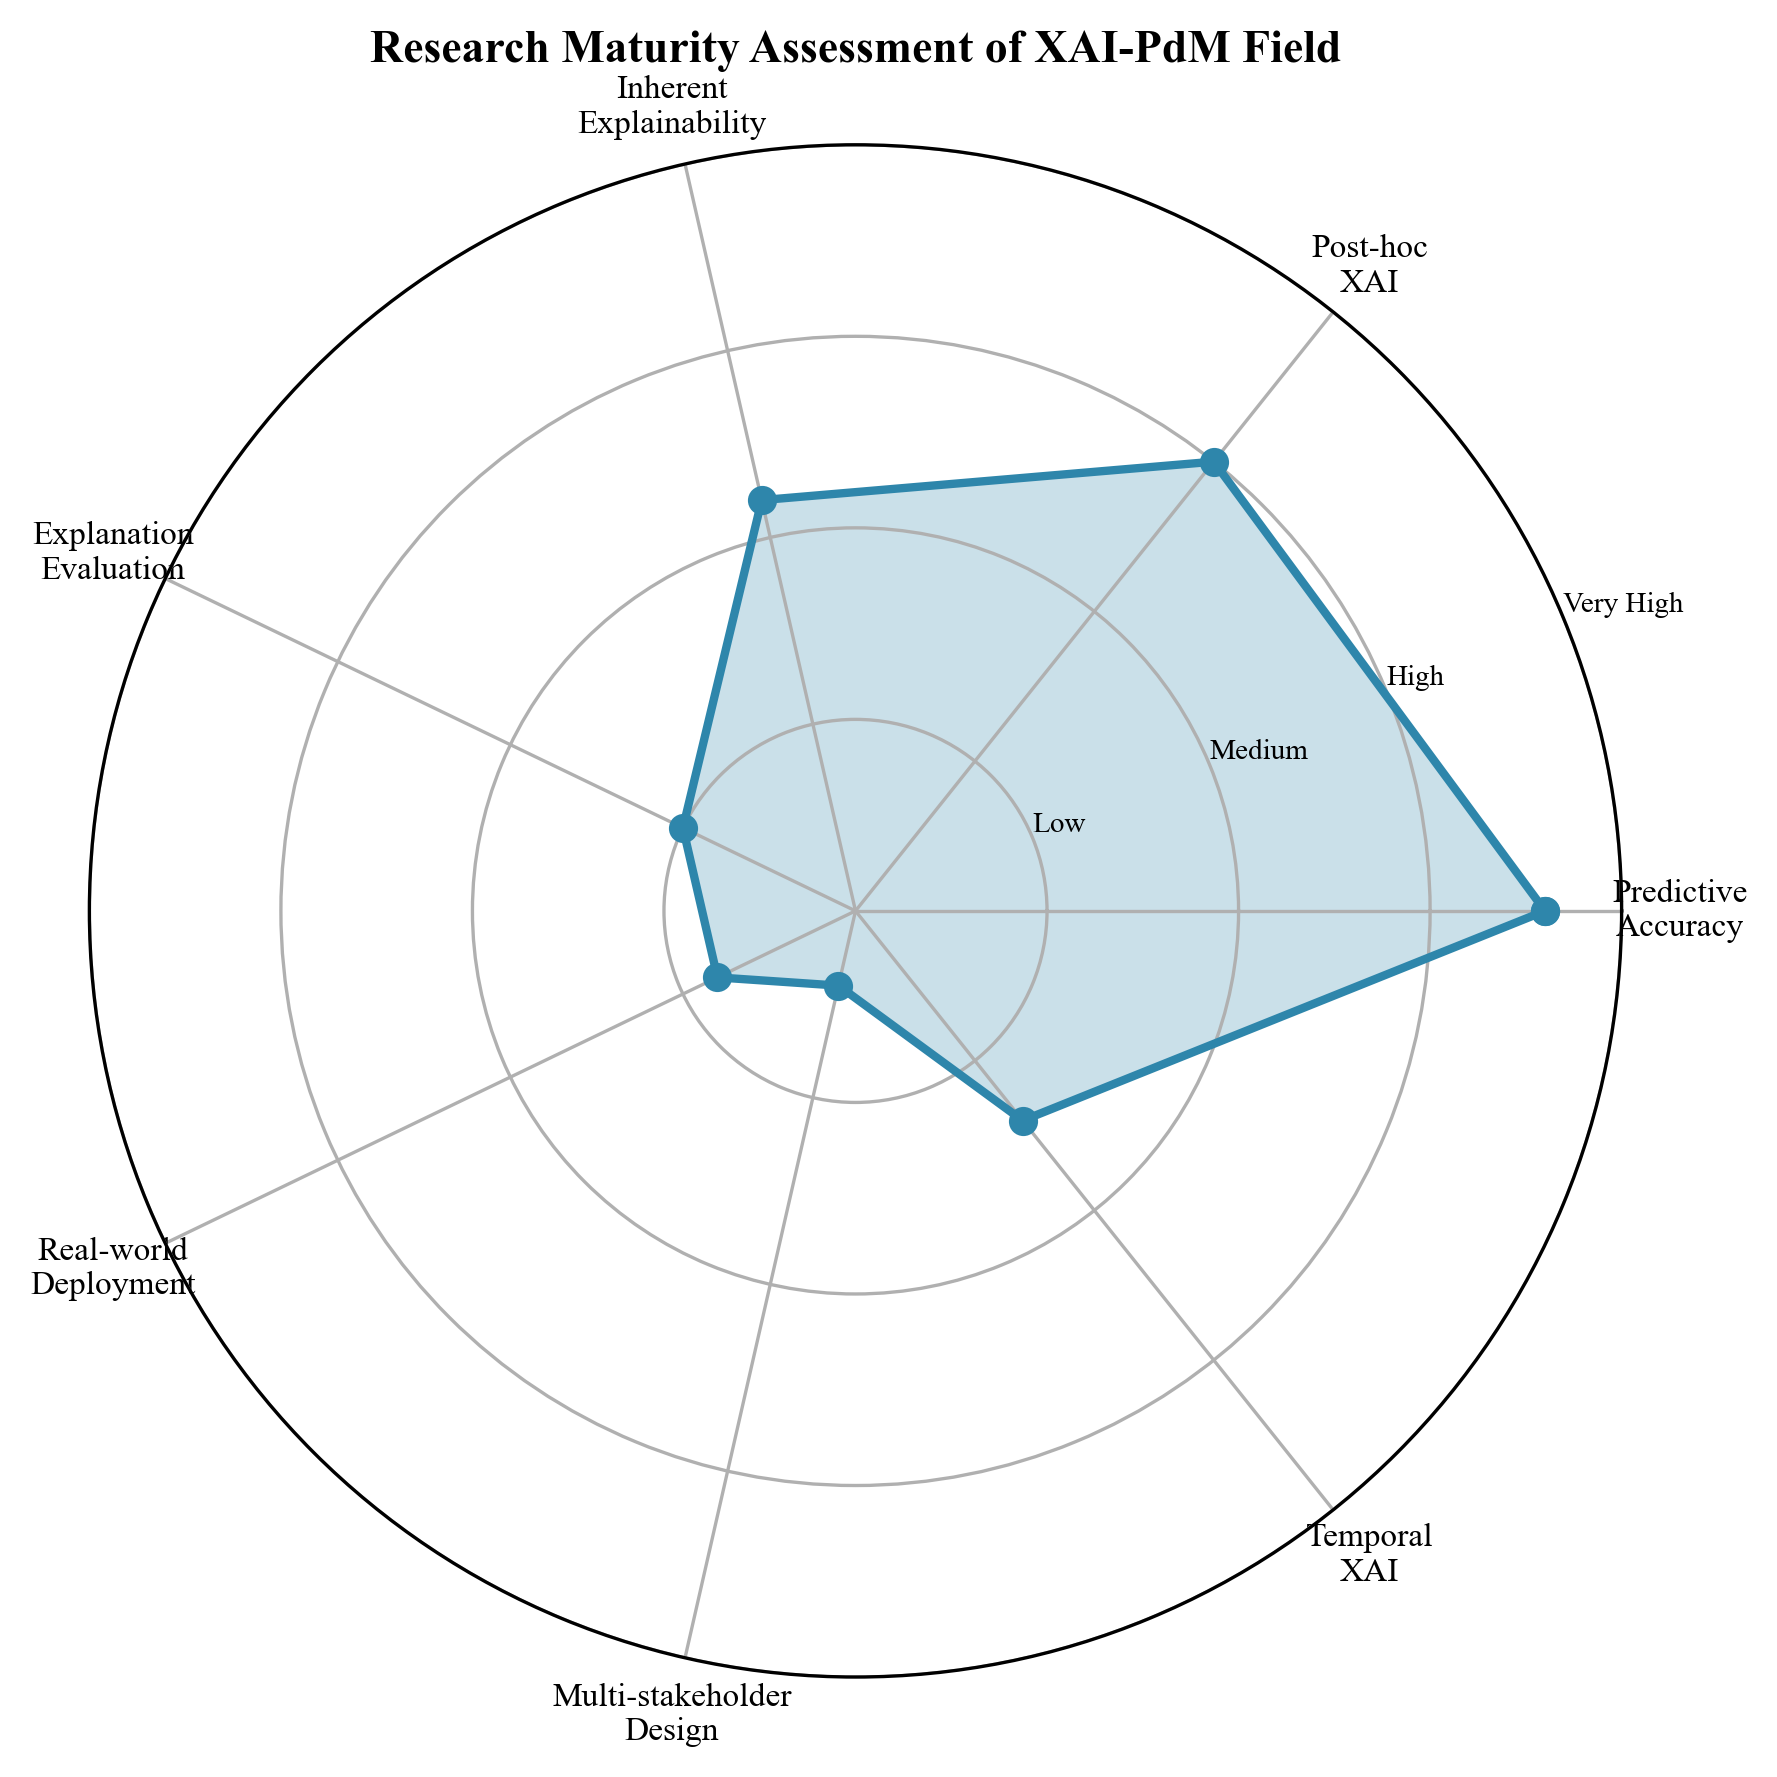 Research Maturity Assessment of XAI-PdM Field
Inherent
Explainability
Post-hoc
XAI
Explanation
Evaluation
Very High
High
Medium
Low
Predictive
Accuracy
Real-world
Deployment
Temporal
XAI
Multi-stakeholder
Design